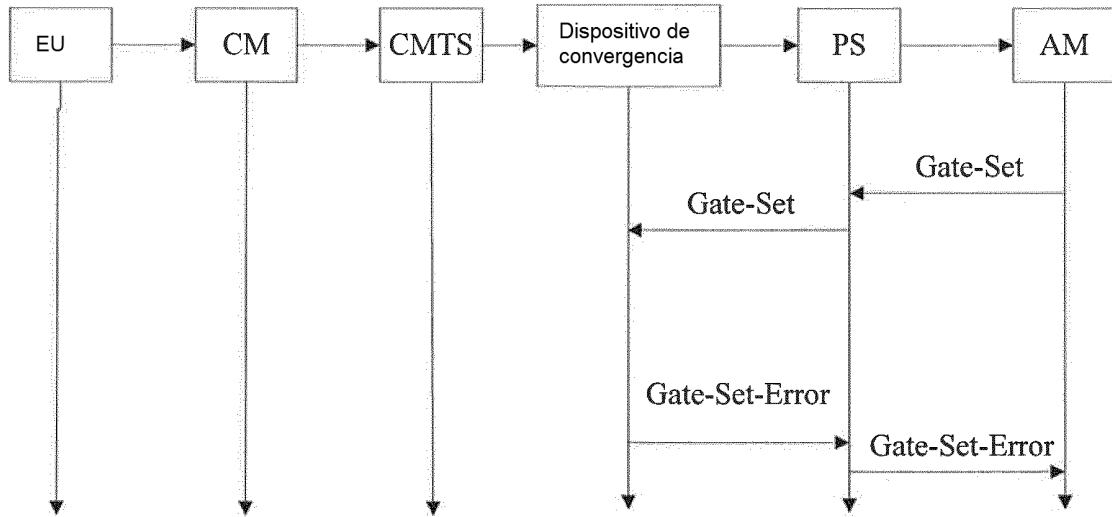 EU
CM
CMTS
Dispositivo de
convergencia
PS
AM
Gate-Set
Gate-Set
Gate-Set-Error
Gate-Set-Error